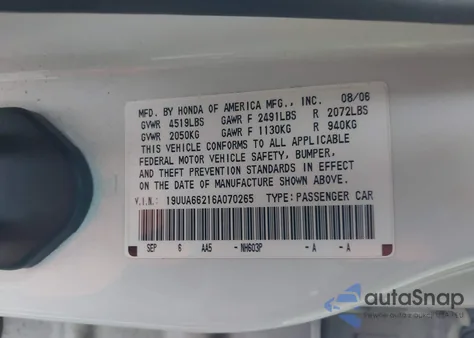 MFD. BY HONDA OF AMERICA MFG., INC. 08/06
GVWR 4519LBS GAWR F 2491LBS R 2072LBS
GVWR 2050KG GAWR F 1130KG R 940KG
THIS VEHICLE CONFORMS TO ALL APPLICABLE
FEDERAL MOTOR VEHICLE SAFETY, BUMPER,
AND THEFT PREVENTION STANDARDS IN EFFECT
ON THE DATE OF MANUFACTURE SHOWN ABOVE.
V.I.N.: 19UUA66216A070265 TYPE: PASSENGER CAR
SEP 6 AA5 - NH603P - A - A
autoSnap